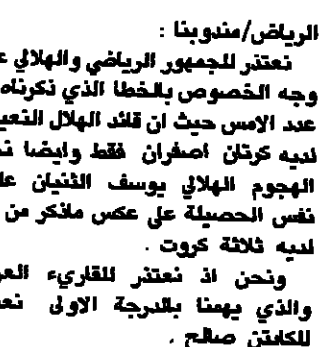 الرياض/مندوبنا :
نعتذر للجمهور الرياضي والهلالي
وجه الخصوص بالخطا الذي ذكرناه
عدد الامس حيث ان قائد الهلال النعيـ
لديه كرتان اصفران فقط وايضا
الهجوم الهلالي يوسف الثنيان
نفس الحصيلة على عكس ماذكر من
لديه ثلاثة كروت .
ونحن اذ نعتذر للقاريء
والذي يهمنا بالدرجة الاولى
للكابتن صالح .